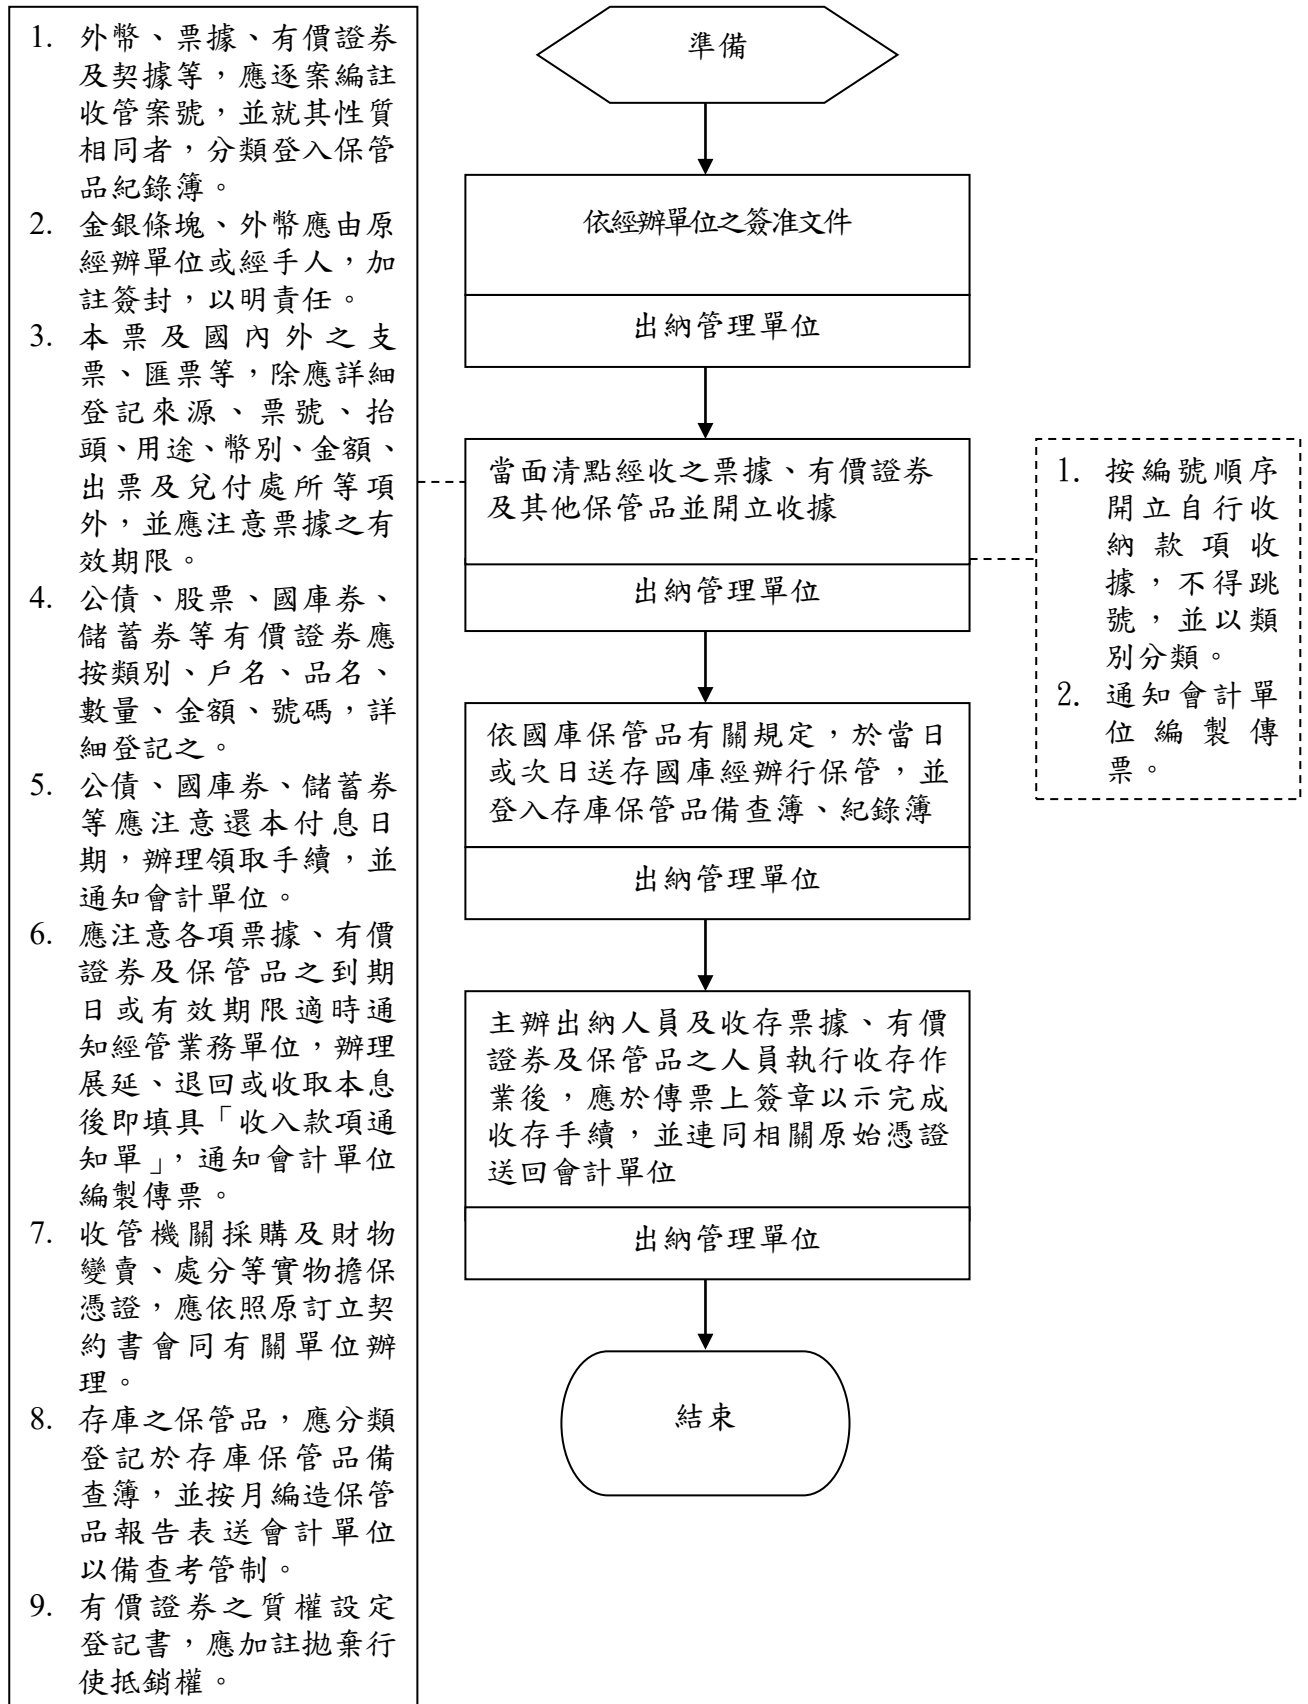 1. 外幣、票據、有價證券
及契據等，應逐案編註
收管案號，並就其性質
相同者，分類登入保管
品紀錄簿。
2. 金銀條塊、外幣應由原
經辦單位或經手人，加
註簽封，以明責任。
3. 本票及國內外之支
票、匯票等，除應詳細
登記來源、票號、抬
頭、用途、幣別、金額、
出票及兌付處所等項
外，並應注意票據之有
效期限。
4. 公債、股票、國庫券、
儲蓄券等有價證券應
按類別、戶名、品名、
數量、金額、號碼，詳
細登記之。
5. 公債、國庫券、儲蓄券
等應注意還本付息日
期，辦理領取手續，並
通知會計單位。
6. 應注意各項票據、有價
證券及保管品之到期
日或有效期限適時通
知經管業務單位，辦理
展延、退回或收取本息
後即填具「收入款項通
知單」，通知會計單位
編製傳票。
7. 收管機關採購及財物
變賣、處分等實物擔保
憑證，應依照原訂立契
約書會同有關單位辦
理。
8. 存庫之保管品，應分類
登記於存庫保管品備
查簿，並按月編造保管
品報告表送會計單位
以備查考管制。
9. 有價證券之質權設定
登記書，應加註拋棄行
使抵銷權。
準備
依經辦單位之簽准文件
出納管理單位
當面清點經收之票據、有價證券
及其他保管品並開立收據
出納管理單位
1. 按編號順序
開立自行收
納款項收
據，不得跳
號，並以類
別分類。
2. 通知會計單
位編製傳
票。
依國庫保管品有關規定，於當日
或次日送存國庫經辦行保管，並
登入存庫保管品備查簿、紀錄簿
出納管理單位
主辦出納人員及收存票據、有價
證券及保管品之人員執行收存作
業後，應於傳票上簽章以示完成
收存手續，並連同相關原始憑證
送回會計單位
出納管理單位
結束